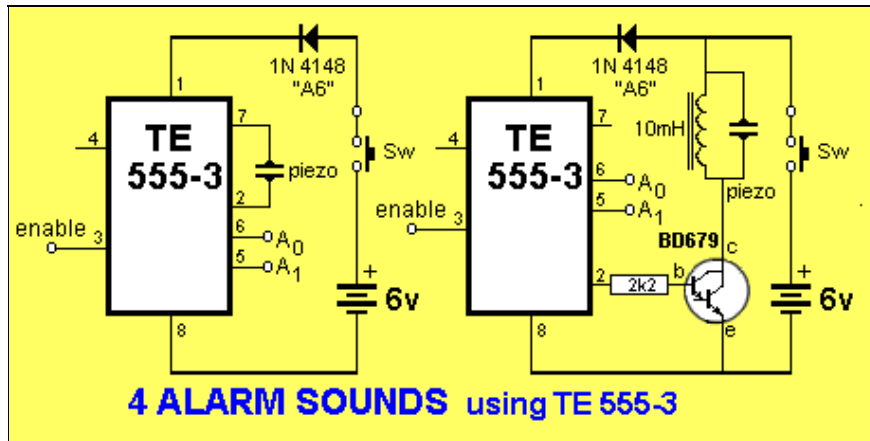 1N 4148
"A6"
1
4
TE
555-3
7
piezo
2
Sw
enable
3
6
A0
5
A1
+
6v
8
1N 4148
"A6"
1
4
TE
555-3
7
10mH
Sw
6
A0
5
A1
piezo
enable
3
BD679
c
2
2k2
b
+
6v
e
8
4 ALARM SOUNDS using TE 555-3